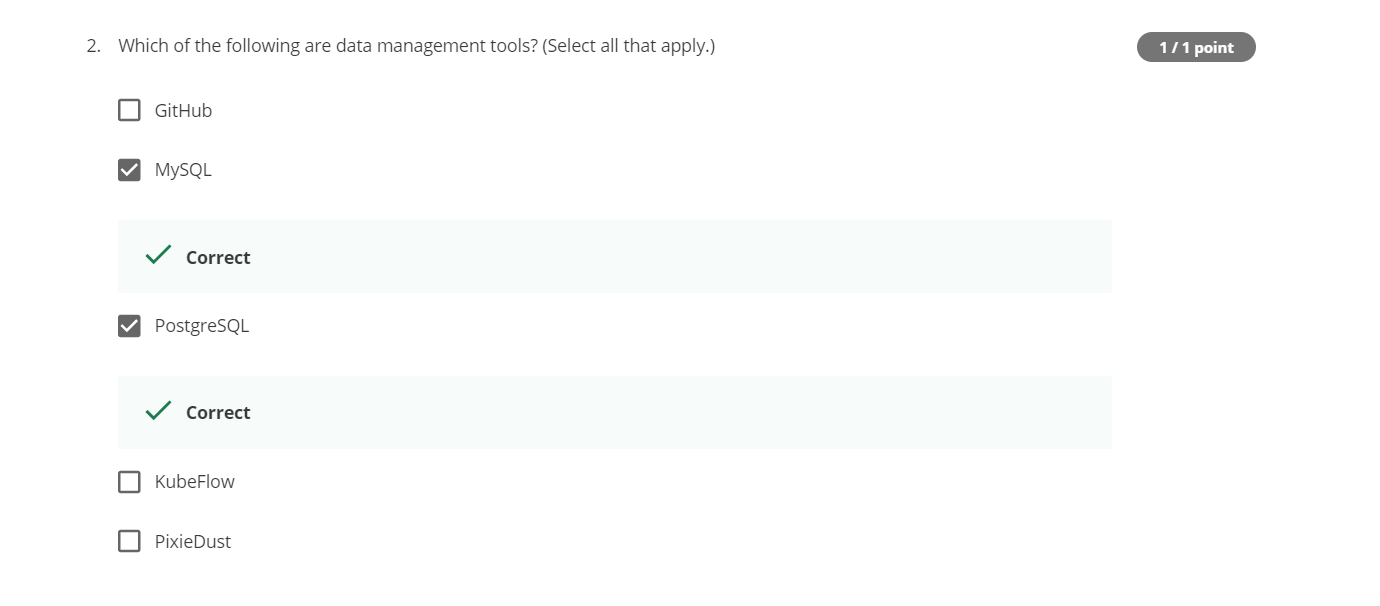 2. Which of the following are data management tools? (Select all that apply.)
1 / 1 point
GitHub
MySQL
Correct
PostgreSQL
Correct
KubeFlow
PixieDust